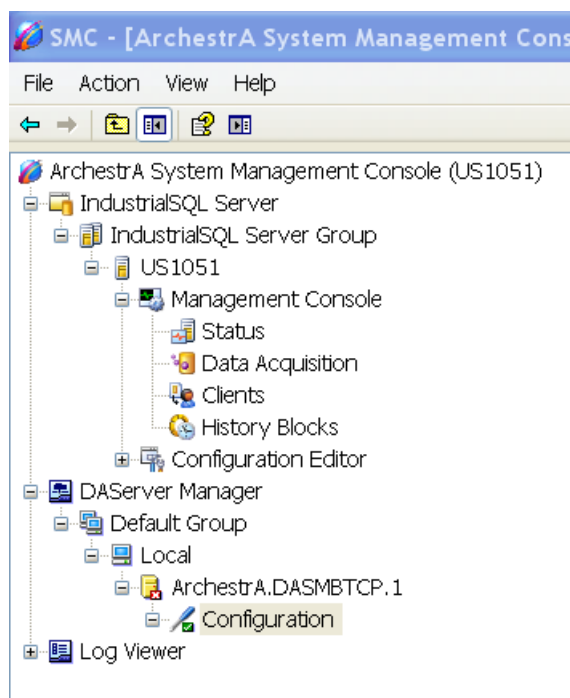 SMC - [ArchestrA System Management Cons
File Action View Help
ArchestrA System Management Console (US1051)
IndustrialSQL Server
IndustrialSQL Server Group
US1051
Management Console
Status
Data Acquisition
Clients
History Blocks
Configuration Editor
DAServer Manager
Default Group
Local
ArchestrA.DASMBTCP.1
Configuration
Log Viewer